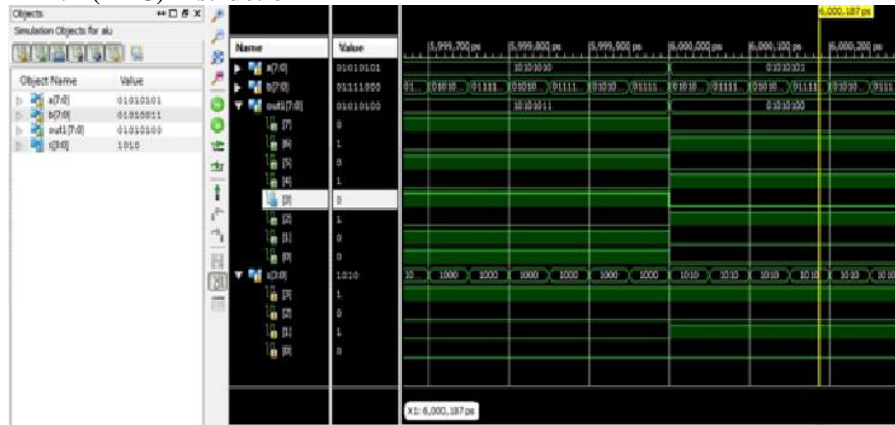 Objects
Simulation Objects for alu
Object Name Value
a[7:0] 01010101
b[7:0] 01010011
out1[7:0] 01010100
s[3:0] 1010
Name Value
a[7:0] 01010101
b[7:0] 01111000
out1[7:0] 01010100
[7] 0
[6] 1
[5] 0
[4] 1
[3] 0
[2] 1
[1] 0
[0] 0
s[3:0] 1010
[3] 1
[2] 0
[1] 1
[0] 0
6,000,187 ps
5,999,700 ps 5,999,800 ps 5,999,900 ps 6,000,000 ps 6,000,100 ps 6,000,200 ps
10101010 01010101
10101011 01010100
1000 1000 1000 1000 1000 1000 1010 1010 1010 1010 1010
X1: 6,000,187 ps